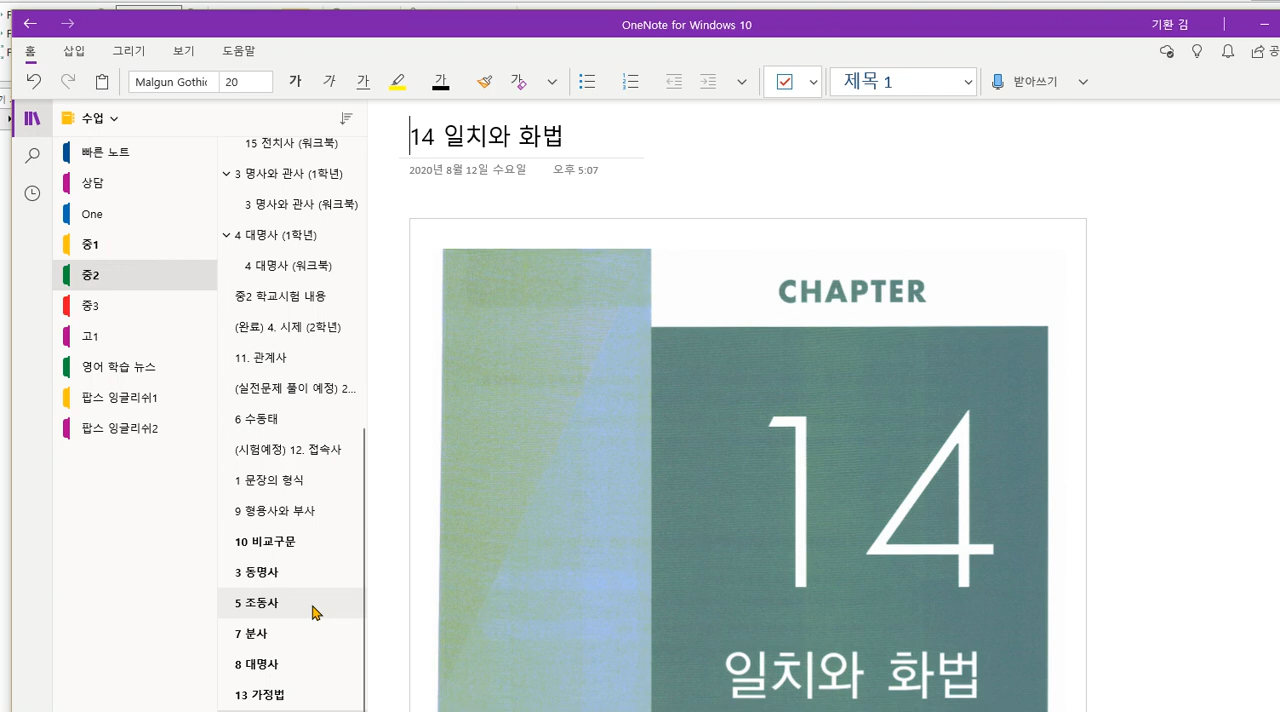 OneNote for Windows 10
기환 김
홈 삽입 그리기 보기 도움말
Malgun Gothic 20 가 가 가 가 가 제목 1 받아쓰기
수업
빠른 노트
상담
One
중1
중2
중3
고1
영어 학습 뉴스
팝스 잉글리쉬1
팝스 잉글리쉬2
15 전치사 (워크북)
3 명사와 관사 (1학년)
3 명사와 관사 (워크북)
4 대명사 (1학년)
4 대명사 (워크북)
중2 학교시험 내용
(완료) 4. 시제 (2학년)
11. 관계사
(실전문제 풀이 예정) 2...
6 수동태
(시험예정) 12. 접속사
1 문장의 형식
9 형용사와 부사
10 비교구문
3 동명사
5 조동사
7 분사
8 대명사
13 가정법
14 일치와 화법
2020년 8월 12일 수요일 오후 5:07
CHAPTER
14
일치와 화법